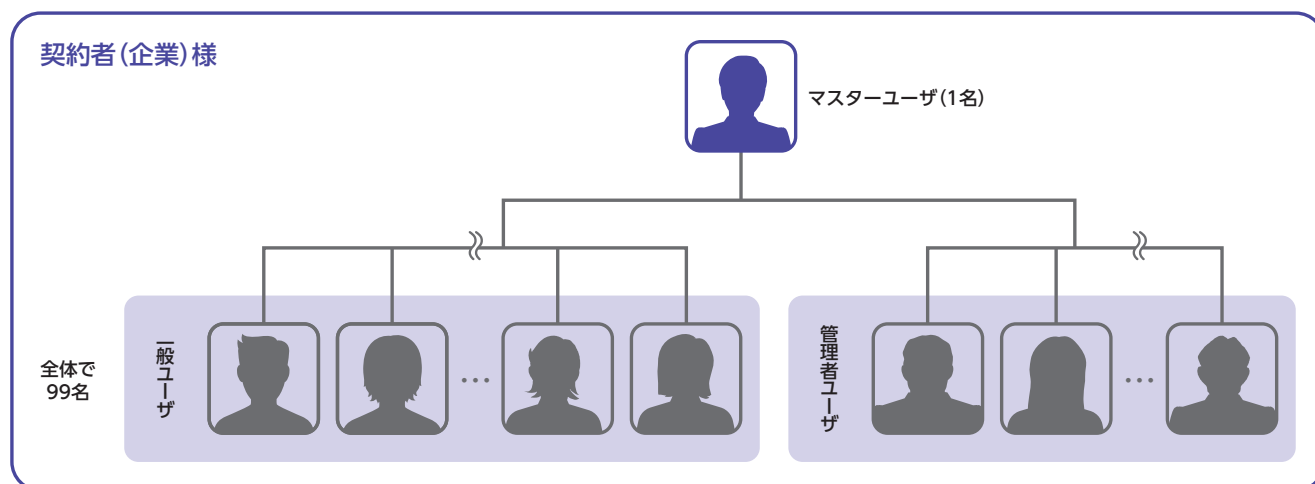 契約者(企業)様
マスターユーザ(1名)
全体で
99名
一般ユーザ
…
管理者ユーザ
…